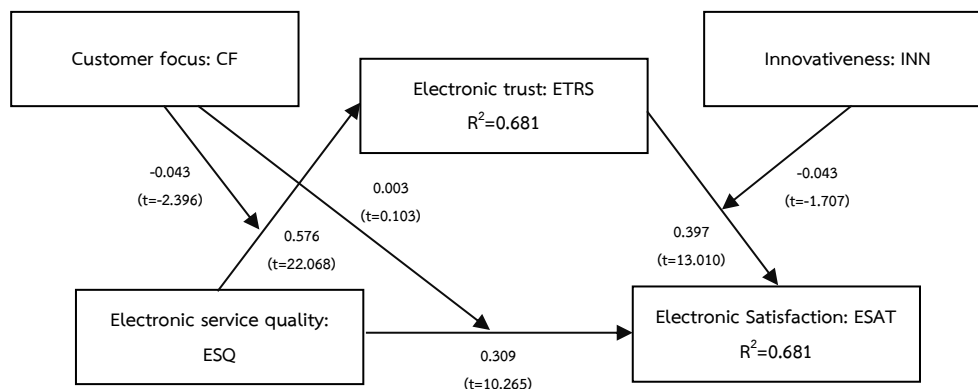 Customer focus: CF
Innovativeness: INN
Electronic trust: ETRS
R²=0.681
-0.043
(t=-2.396)
0.003
(t=0.103)
-0.043
(t=-1.707)
0.576
(t=22.068)
0.397
(t=13.010)
Electronic service quality:
ESQ
Electronic Satisfaction: ESAT
R²=0.681
0.309
(t=10.265)